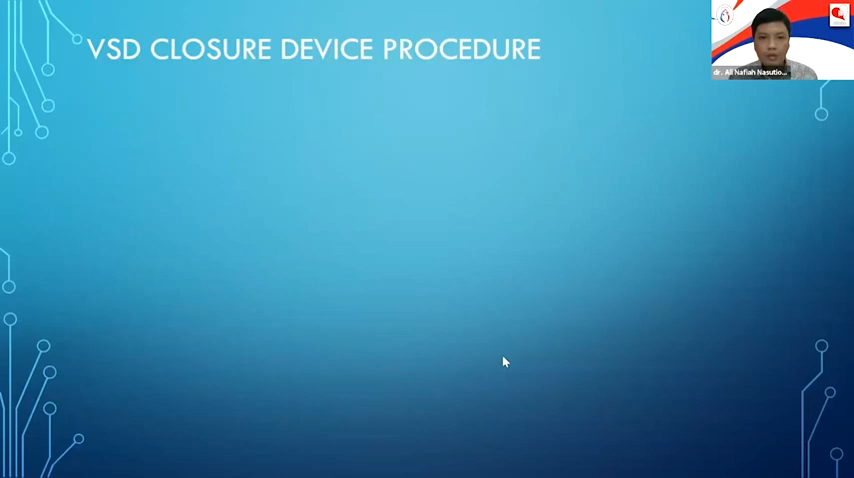 VSD CLOSURE DEVICE PROCEDURE
dr. Ali Nafiah Nasutio...